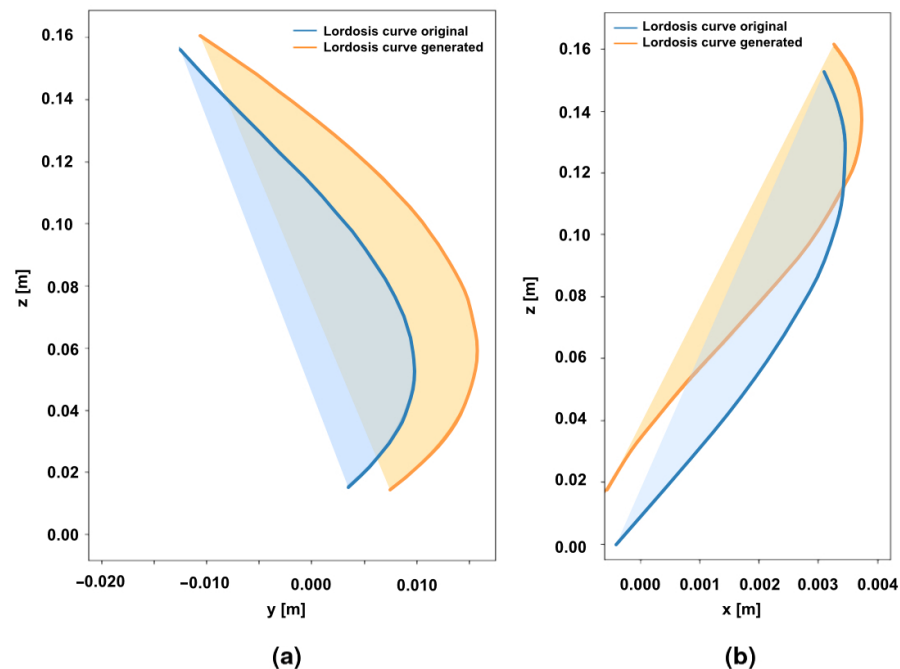 Lordosis curve original
Lordosis curve generated
0.16
0.14
0.12
0.10
0.08
0.06
0.04
0.02
0.00
z [m]
−0.020 −0.010 0.000 0.010
y [m]
(a)
Lordosis curve original
Lordosis curve generated
0.16
0.14
0.12
0.10
0.08
0.06
0.04
0.02
0.00
z [m]
0.000 0.001 0.002 0.003 0.004
x [m]
(b)